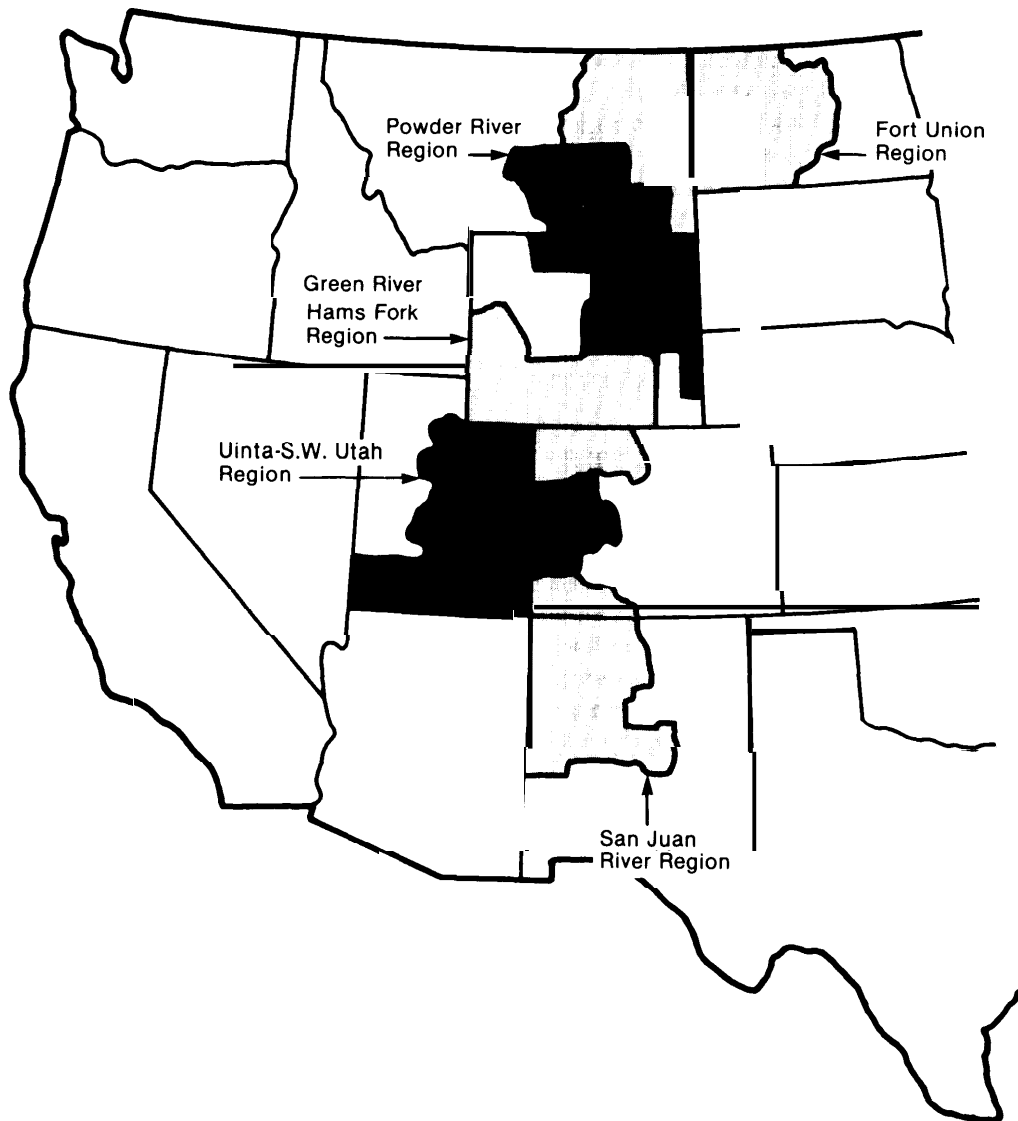 Powder River
Region
Fort Union
Region
Green River
Hams Fork
Region
Uinta-S.W. Utah
Region
San Juan
River Region